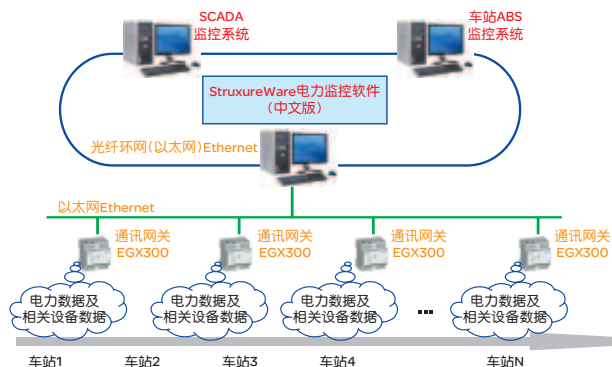 SCADA
监控系统
车站ABS
监控系统
StruxureWare电力监控软件
（中文版）
光纤环网(以太网)Ethernet
以太网Ethernet
通讯网关
EGX300
通讯网关
EGX300
通讯网关
EGX300
通讯网关
EGX300
电力数据及
相关设备数据
电力数据及
相关设备数据
电力数据及
相关设备数据
...
电力数据及
相关设备数据
车站1
车站2
车站3
车站4
车站N